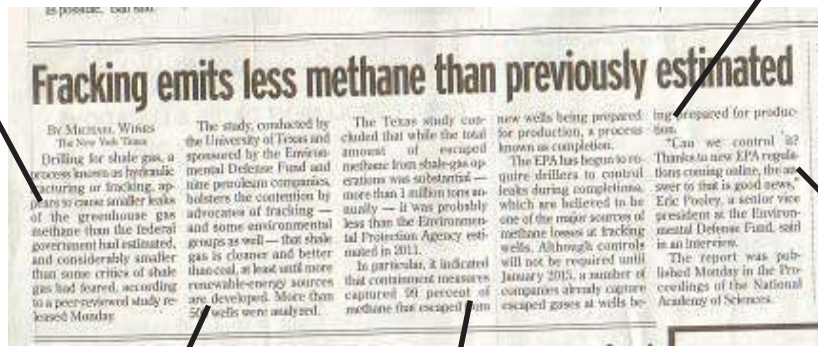 is possible, Bair said.
Fracking emits less methane than previously estimated
By MICHAEL WINES
The New York Times
Drilling for shale gas, a
process known as hydraulic
fracturing or fracking, ap-
pears to cause smaller leaks
of the greenhouse gas
methane than the federal
government had estimated,
and considerably smaller
than some critics of shale
gas had feared, according
to a peer-reviewed study re-
leased Monday.
The study, conducted by
the University of Texas and
sponsored by the Environ-
mental Defense Fund and
nine petroleum companies,
bolsters the contention by
advocates of fracking —
and some environmental
groups as well — that shale
gas is cleaner and better
than coal, at least until more
renewable-energy sources
are developed. More than
500 wells were analyzed.
The Texas study con-
cluded that while the total
amount of escaped
methane from shale-gas op-
erations was substantial —
more than 1 million tons an-
nually — it was probably
less than the Environmen-
tal Protection Agency esti-
mated in 2011.
In particular, it indicated
that containment measures
captured 99 percent of
methane that escaped from
new wells being prepared
for production, a process
known as completion.
The EPA has begun to re-
quire drillers to control
leaks during completions,
which are believed to be
one of the major sources of
methane losses at fracking
wells. Although controls
will not be required until
January 2015, a number of
companies already capture
escaped gases at wells be-
ing prepared for produc-
tion.
"Can we control it?
Thanks to new EPA regula-
tions coming online, the an-
swer to that is good news,"
Eric Pooley, a senior vice
president at the Environ-
mental Defense Fund, said
in an interview.
The report was pub-
lished Monday in the Pro-
ceedings of the National
Academy of Sciences.